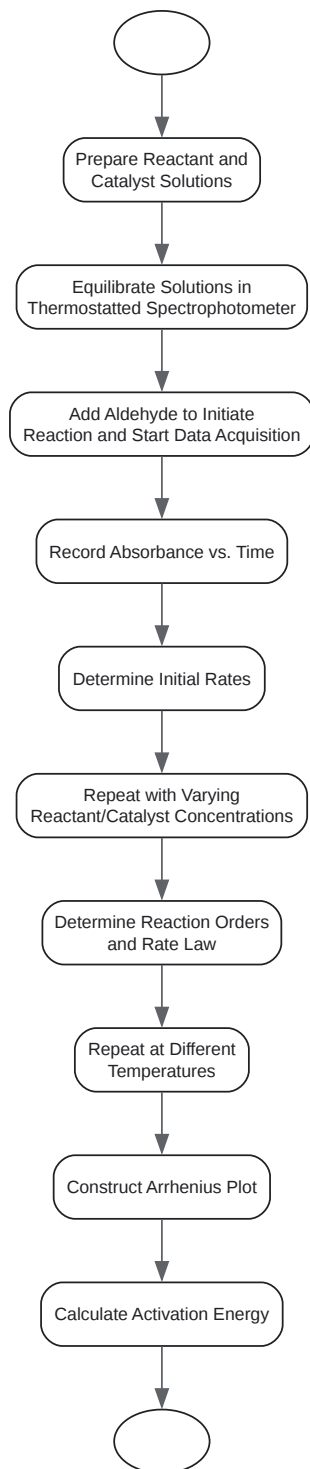 Prepare Reactant and
Catalyst Solutions
Equilibrate Solutions in
Thermostatted Spectrophotometer
Add Aldehyde to Initiate
Reaction and Start Data Acquisition
Record Absorbance vs. Time
Determine Initial Rates
Repeat with Varying
Reactant/Catalyst Concentrations
Determine Reaction Orders
and Rate Law
Repeat at Different
Temperatures
Construct Arrhenius Plot
Calculate Activation Energy